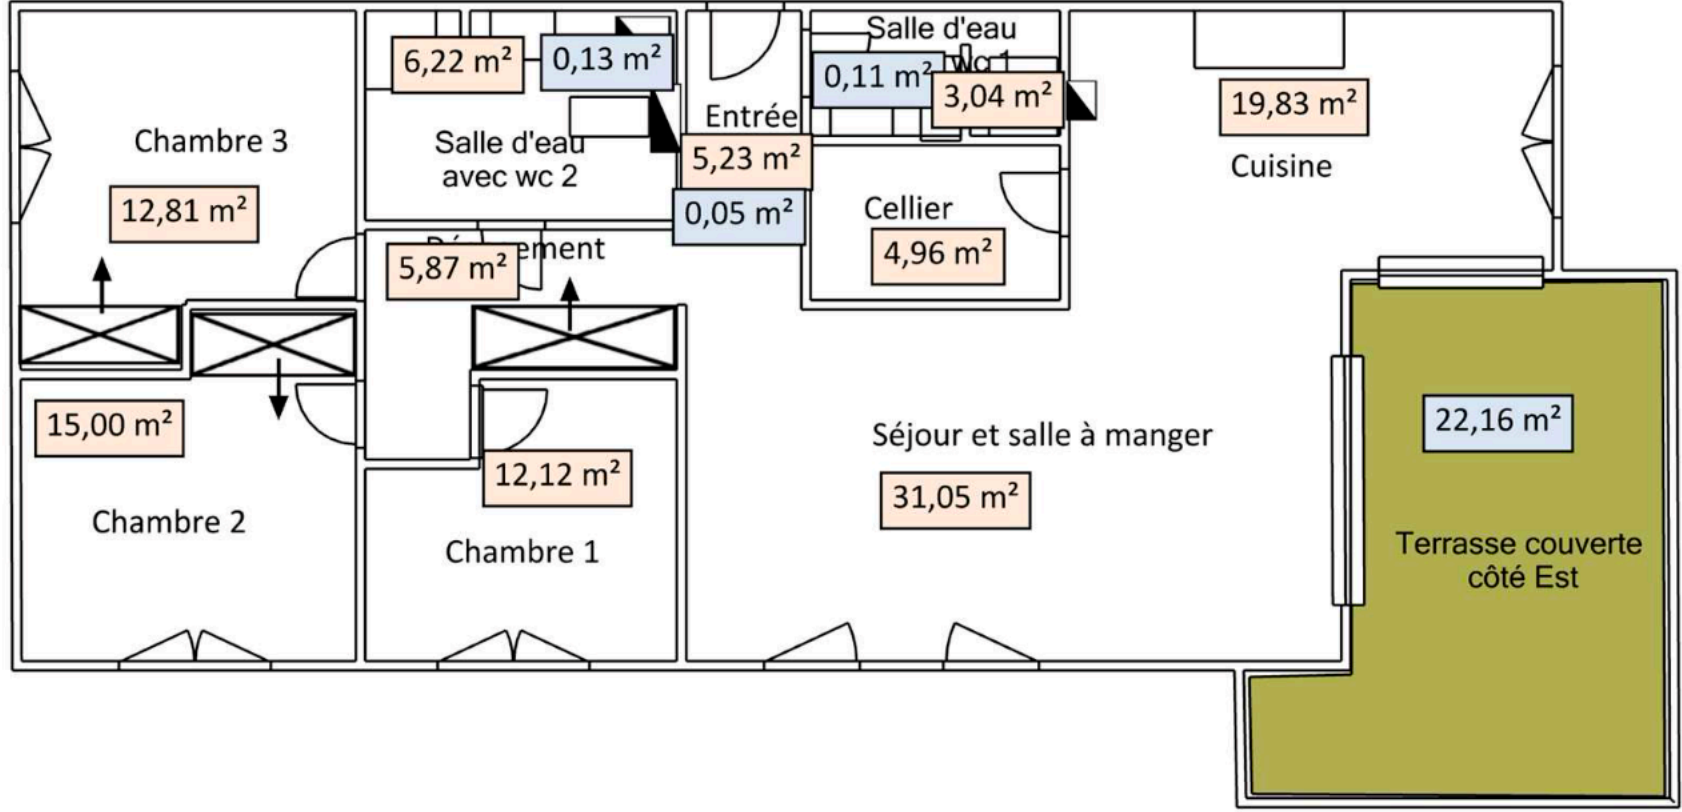 Salle d'eau
wc 1
6,22 m²
0,13 m²
0,11 m²
3,04 m²
19,83 m²
Entrée
Chambre 3
Salle d'eau
avec wc 2
5,23 m²
Cuisine
12,81 m²
0,05 m²
Cellier
4,96 m²
5,87 m²
15,00 m²
22,16 m²
Séjour et salle à manger
12,12 m²
31,05 m²
Chambre 2
Chambre 1
Terrasse couverte
côté Est